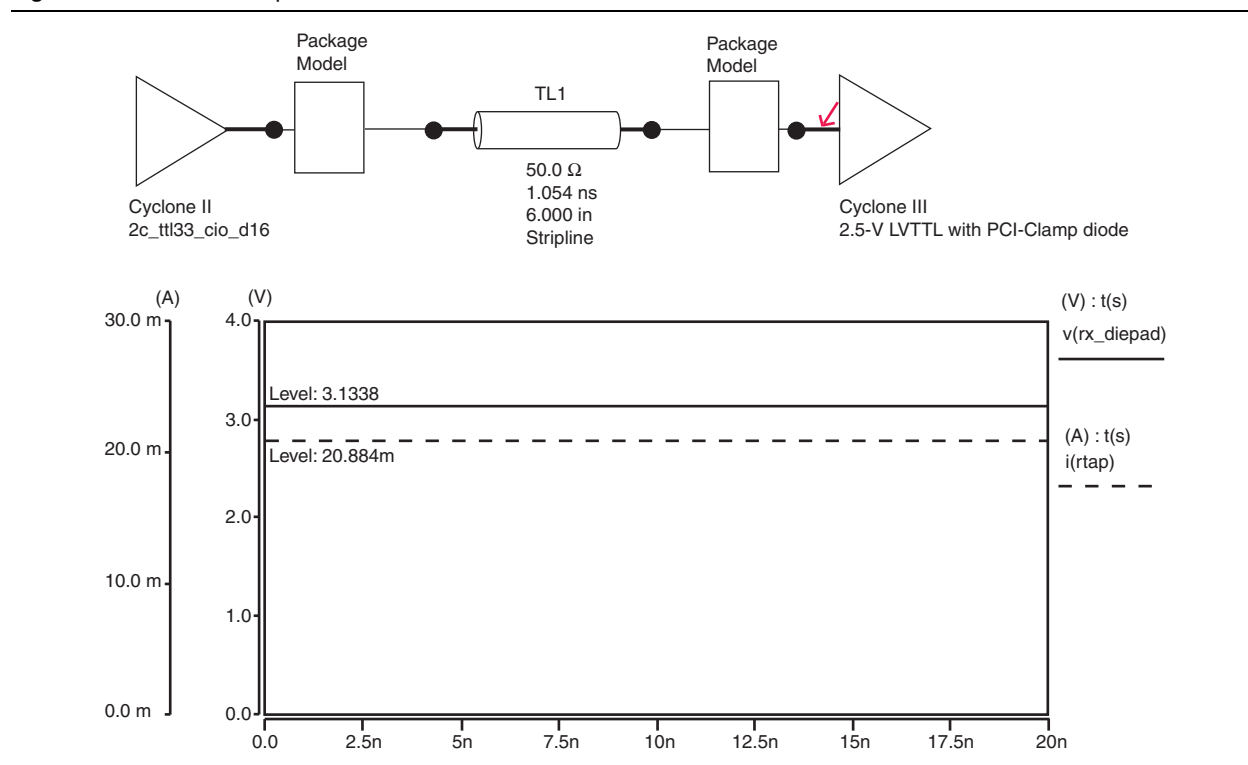 Package
Model
Package
Model
TL1
50.0 Ω
1.054 ns
6.000 in
Stripline
Cyclone II
2c_ttl33_cio_d16
Cyclone III
2.5-V LVTTL with PCI-Clamp diode
(A)
(V)
(V) : t(s)
30.0 m
4.0
v(rx_diepad)
Level: 3.1338
3.0
20.0 m
Level: 20.884m
(A) : t(s)
i(rtap)
2.0
10.0 m
1.0
0.0 m
0.0
0.0 2.5n 5n 7.5n 10n 12.5n 15n 17.5n 20n